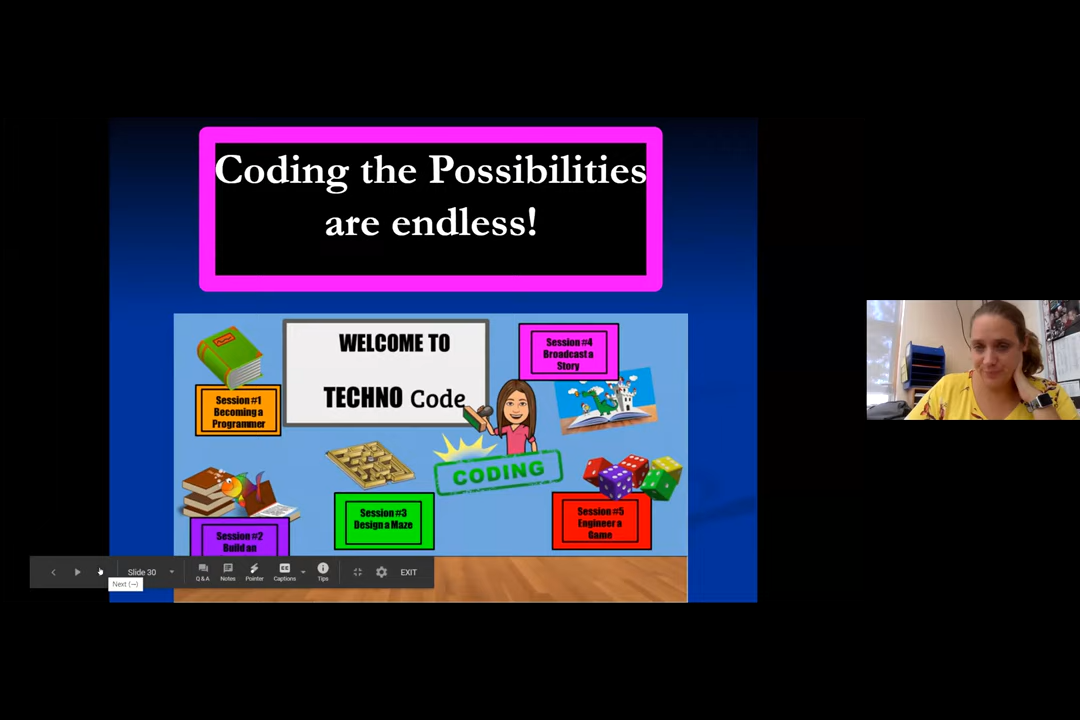 Coding the Possibilities
are endless!
WELCOME TO
TECHNO Code
Session #4
Broadcast a
Story
Session #1
Becoming a
Programmer
CODING
Session #3
Design a Maze
Session #5
Engineer a
Game
Session #2
Build an
Slide 30
Q & A
Notes
Pointer
Captions
Tips
EXIT
Next (→)